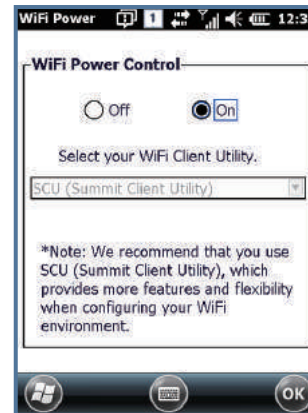 WiFi Power 1 12:3
WiFi Power Control
Off On
Select your WiFi Client Utility.
SCU (Summit Client Utility)
*Note: We recommend that you use
SCU (Summit Client Utility), which
provides more features and flexibility
when configuring your WiFi
environment.
OK